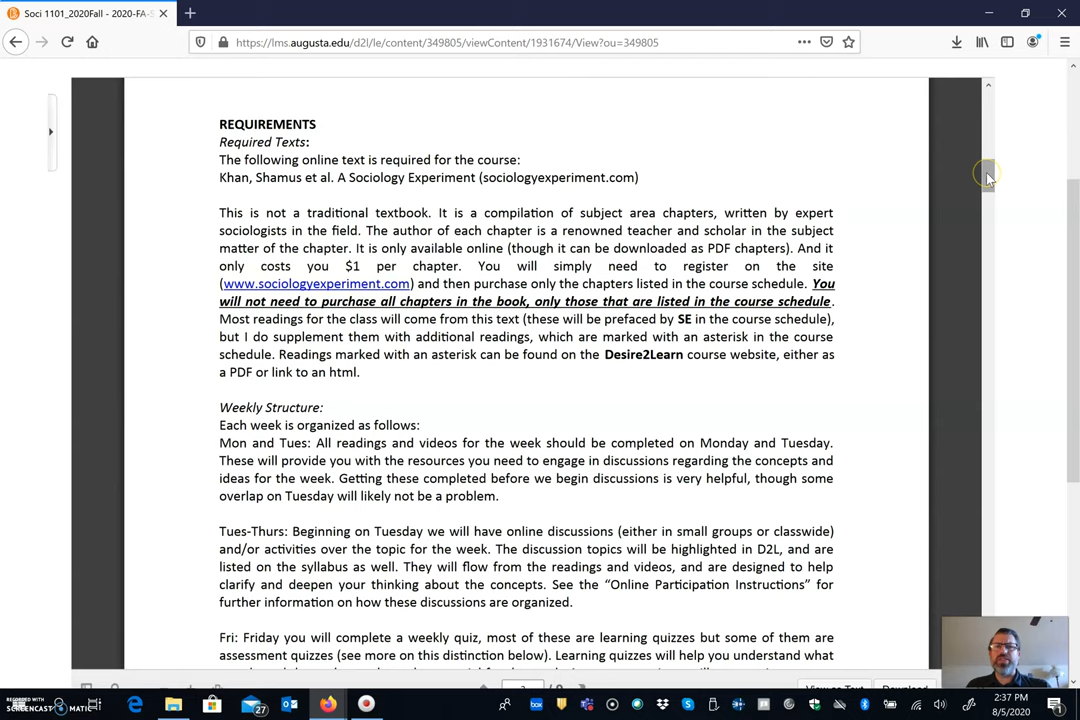 Soci 1101_2020Fall - 2020-FA-S
https://lms.augusta.edu/d2l/le/content/349805/viewContent/1931674/View?ou=349805
REQUIREMENTS
Required Texts:
The following online text is required for the course:
Khan, Shamus et al. A Sociology Experiment (sociologyexperiment.com)
This is not a traditional textbook. It is a compilation of subject area chapters, written by expert
sociologists in the field. The author of each chapter is a renowned teacher and scholar in the subject
matter of the chapter. It is only available online (though it can be downloaded as PDF chapters). And it
only costs you $1 per chapter. You will simply need to register on the site
(www.sociologyexperiment.com) and then purchase only the chapters listed in the course schedule. You
will not need to purchase all chapters in the book, only those that are listed in the course schedule.
Most readings for the class will come from this text (these will be prefaced by SE in the course schedule),
but I do supplement them with additional readings, which are marked with an asterisk in the course
schedule. Readings marked with an asterisk can be found on the Desire2Learn course website, either as
a PDF or link to an html.
Weekly Structure:
Each week is organized as follows:
Mon and Tues: All readings and videos for the week should be completed on Monday and Tuesday.
These will provide you with the resources you need to engage in discussions regarding the concepts and
ideas for the week. Getting these completed before we begin discussions is very helpful, though some
overlap on Tuesday will likely not be a problem.
Tues-Thurs: Beginning on Tuesday we will have online discussions (either in small groups or classwide)
and/or activities over the topic for the week. The discussion topics will be highlighted in D2L, and are
listed on the syllabus as well. They will flow from the readings and videos, and are designed to help
clarify and deepen your thinking about the concepts. See the “Online Participation Instructions” for
further information on how these discussions are organized.
Fri: Friday you will complete a weekly quiz, most of these are learning quizzes but some of them are
assessment quizzes (see more on this distinction below). Learning quizzes will help you understand what
View as Text
Download
RECORDED WITH
SCREENCAST MATIC
27
2:37 PM
8/5/2020